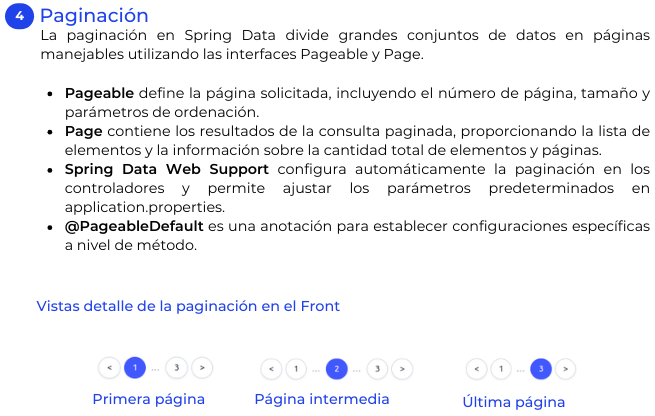 4 Paginación
La paginación en Spring Data divide grandes conjuntos de datos en páginas
manejables utilizando las interfaces Pageable y Page.
• Pageable define la página solicitada, incluyendo el número de página, tamaño y
parámetros de ordenación.
• Page contiene los resultados de la consulta paginada, proporcionando la lista de
elementos y la información sobre la cantidad total de elementos y páginas.
• Spring Data Web Support configura automáticamente la paginación en los
controladores y permite ajustar los parámetros predeterminados en
application.properties.
• @PageableDefault es una anotación para establecer configuraciones específicas
a nivel de método.
Vistas detalle de la paginación en el Front
< 1 ... 3 > < 1 ... 2 ... 3 > < 1 ... 3 >
Primera página Página intermedia Última página